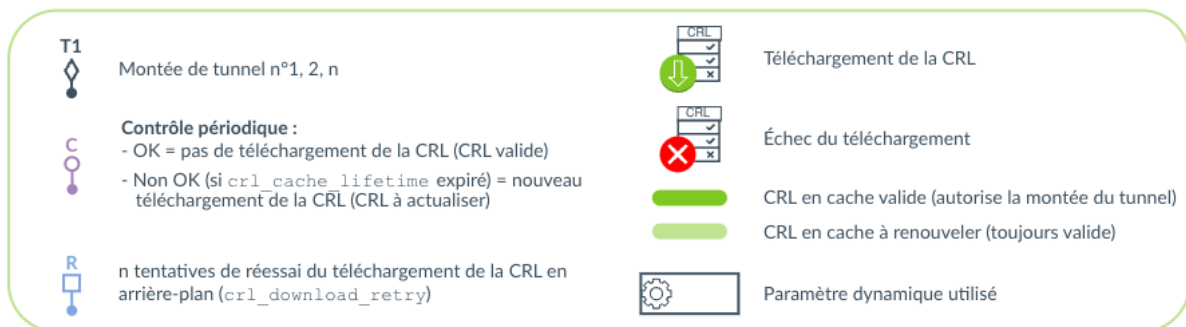 T1
Montée de tunnel n°1, 2, n
C
Contrôle périodique :
- OK = pas de téléchargement de la CRL (CRL valide)
- Non OK (si crl_cache_lifetime expiré) = nouveau
téléchargement de la CRL (CRL à actualiser)
R
n tentatives de réessai du téléchargement de la CRL en
arrière-plan (crl_download_retry)
CRL
Téléchargement de la CRL
CRL
Échec du téléchargement
CRL en cache valide (autorise la montée du tunnel)
CRL en cache à renouveler (toujours valide)
Paramètre dynamique utilisé